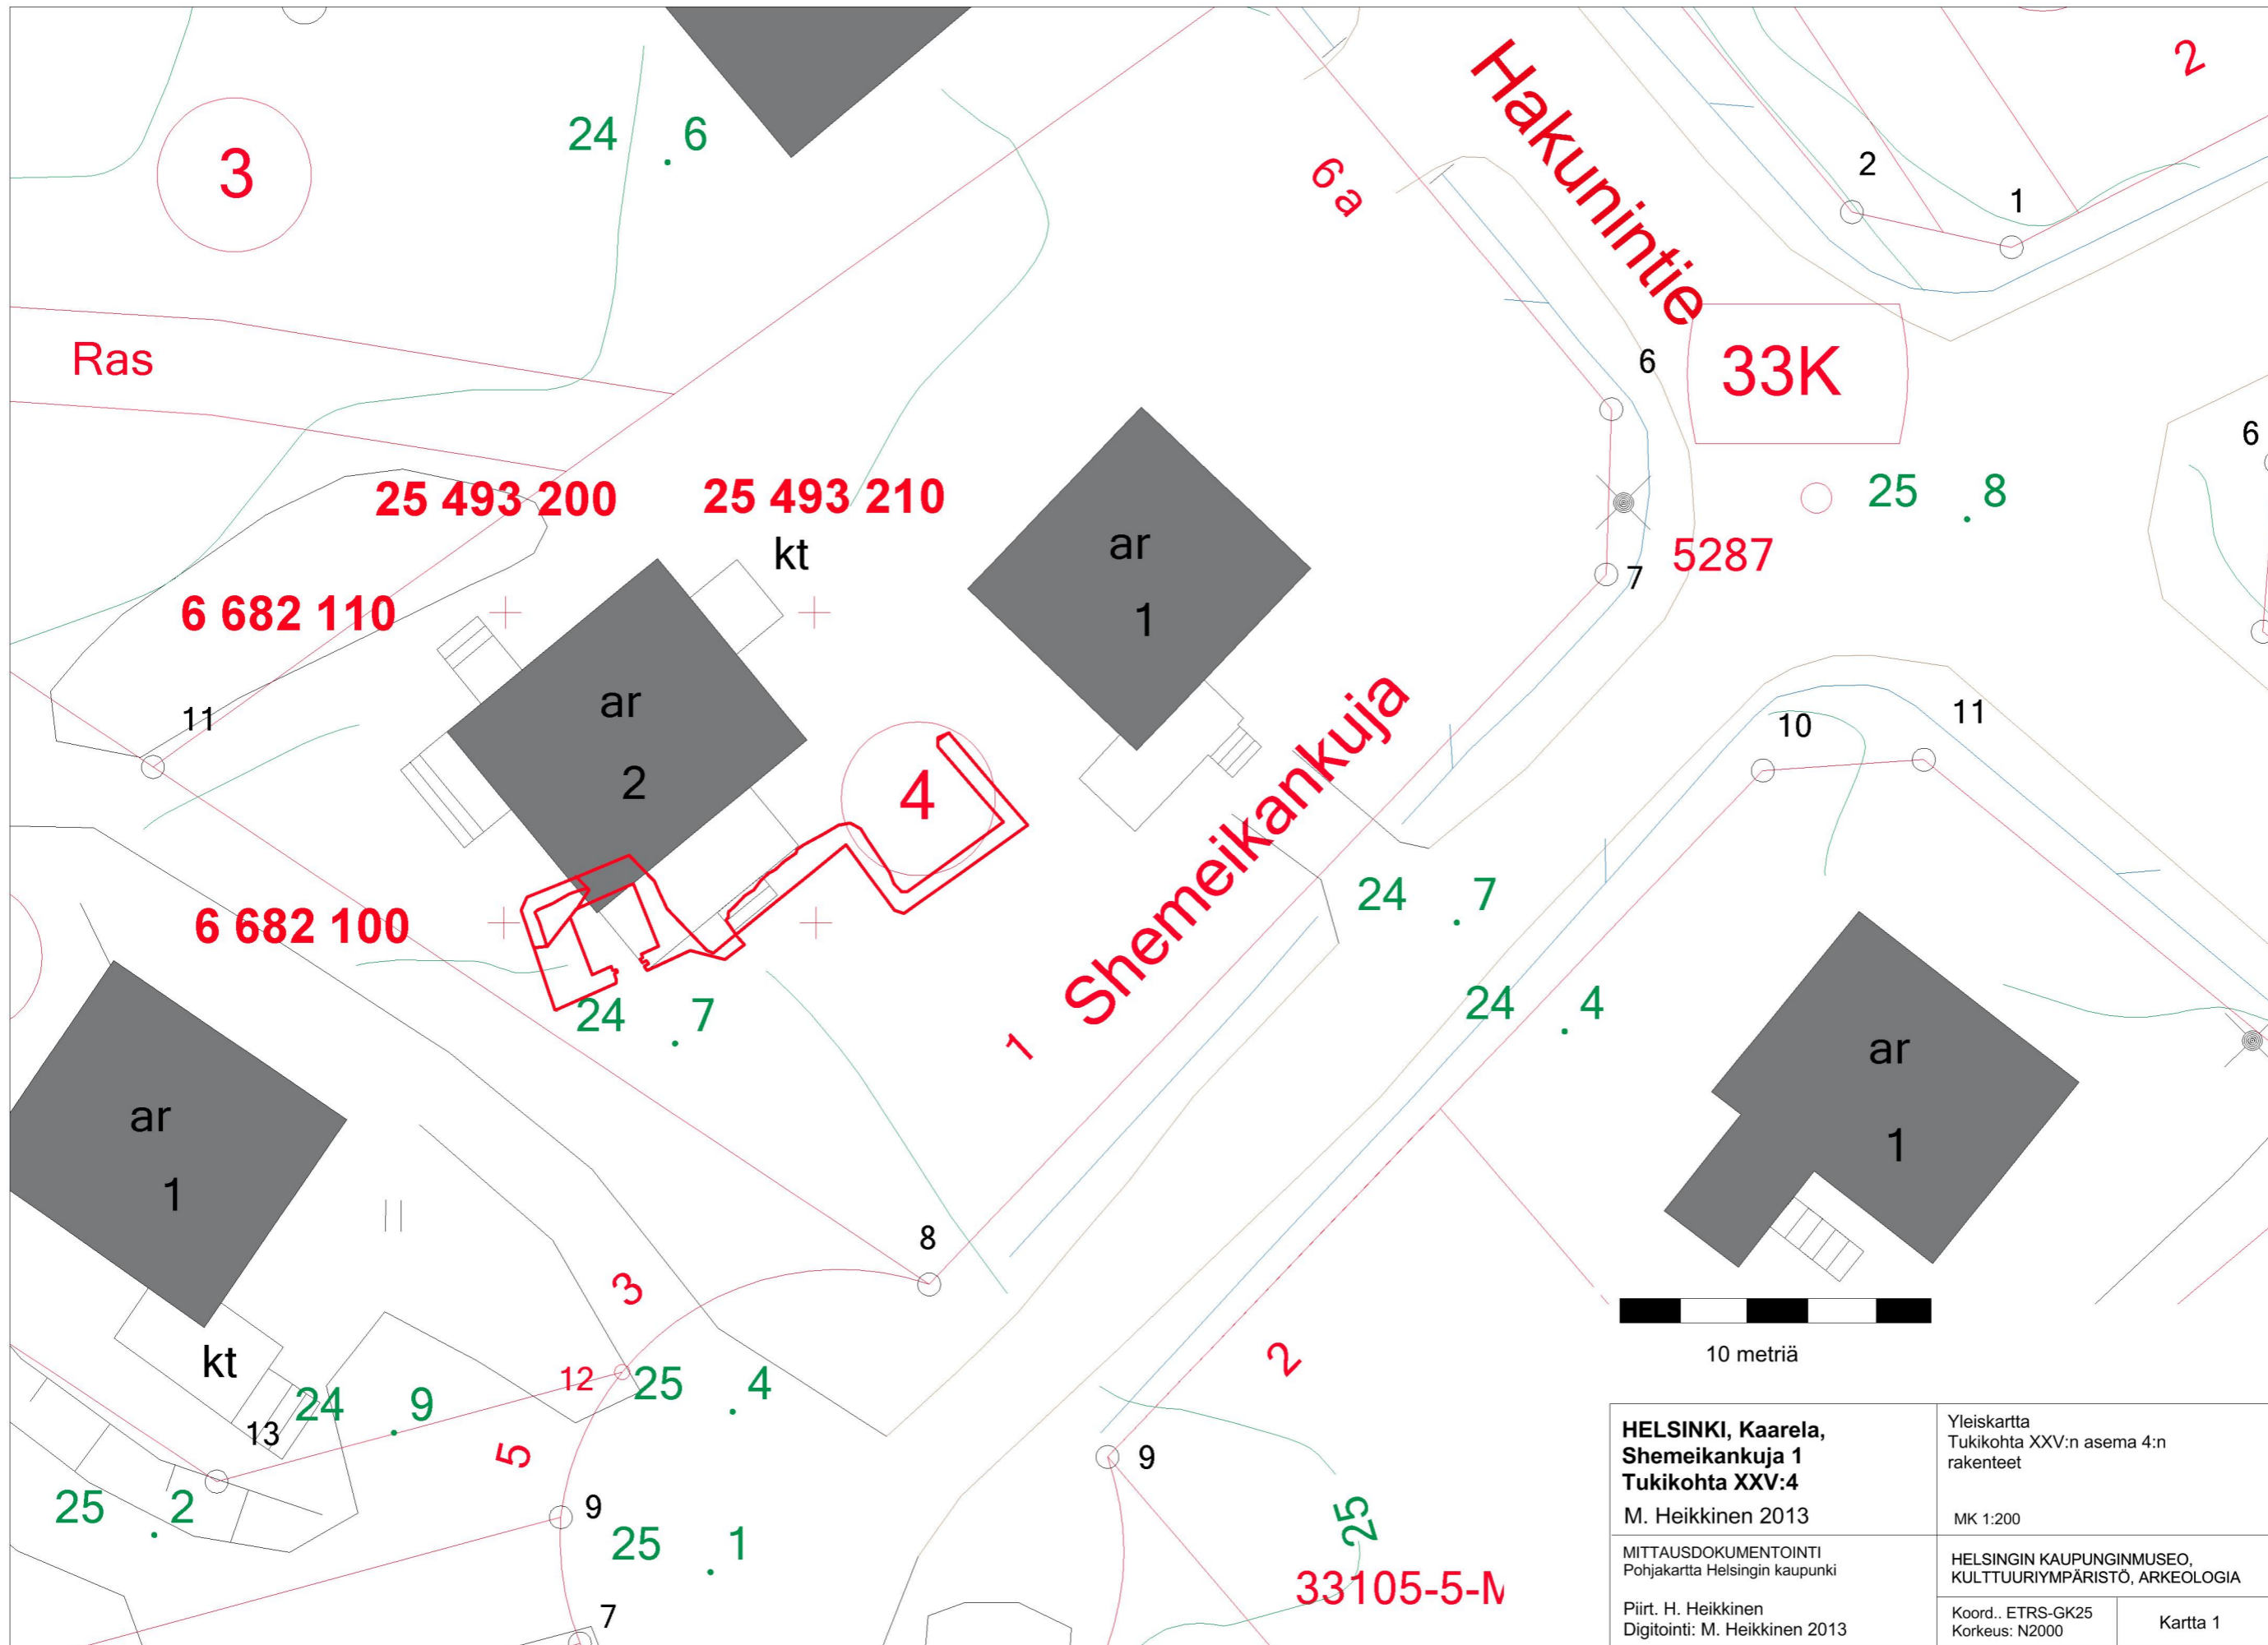 2
Hakunintie
24 6
3
6 a
2
1
Ras
6
33K
6
25 493 200
25 493 210
25 8
kt
ar
1
5287
7
6 682 110
ar
2
11
10
11
4
Shemeikankuja
24 7
6 682 100
24 7
24 4
1
ar
1
ar
1
8
3
kt
12
25 4
2
10 metriä
24 9
13
5
9
25 2
9
25 1
25
33105-5-M
7
HELSINKI, Kaarela,
Shemeikankuja 1
Tukikohta XXV:4
M. Heikkinen 2013
Yleiskartta
Tukikohta XXV:n asema 4:n
rakenteet
MK 1:200
MITTAUSDOKUMENTOINTI
Pohjakartta Helsingin kaupunki
Piirt. H. Heikkinen
Digitointi: M. Heikkinen 2013
HELSINGIN KAUPUNGINMUSEO,
KULTTUURIYMPÄRISTÖ, ARKEOLOGIA
Koord.. ETRS-GK25
Korkeus: N2000
Kartta 1